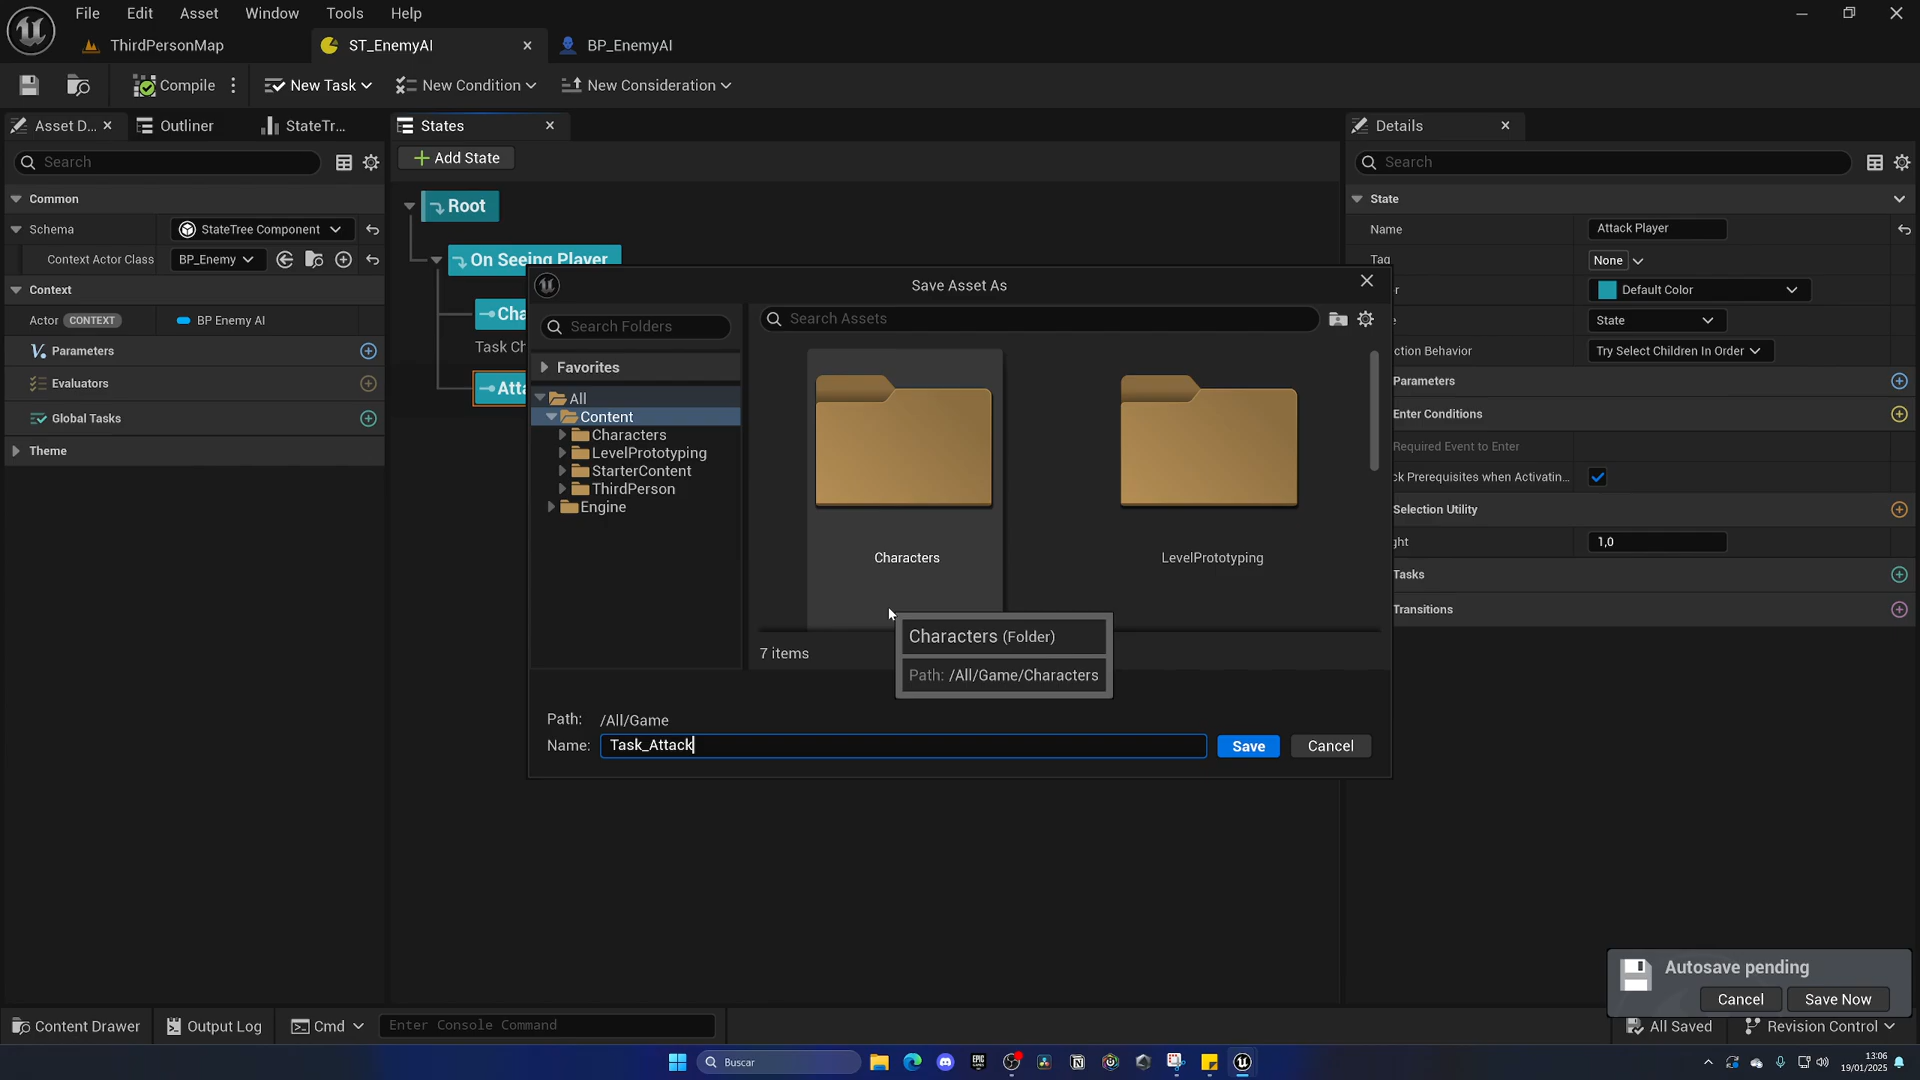 File Edit Asset Window Tools Help
ThirdPersonMap ST_EnemyAI BP_EnemyAI
Compile New Task New Condition New Consideration
Asset D... Outliner StateTr... States Details
Search
Add State
Search
Common
Schema StateTree Component
Context Actor Class BP_Enemy
Context
Actor CONTEXT BP Enemy AI
Parameters
Evaluators
Global Tasks
Theme
Root
On Seeing Player
Cha
Task Ch
Atta
Save Asset As
Search Folders
Search Assets
Favorites
All
Content
Characters
LevelPrototyping
StarterContent
ThirdPerson
Engine
Characters
LevelPrototyping
7 items
Characters (Folder)
Path: /All/Game/Characters
Path: /All/Game
Name: Task_Attack
Save Cancel
State
Name Attack Player
Tag None
r Default Color
e State
ction Behavior Try Select Children In Order
Parameters
Enter Conditions
Required Event to Enter
ck Prerequisites when Activatin...
Selection Utility
ght 1,0
Tasks
Transitions
Autosave pending
Cancel Save Now
Content Drawer Output Log Cmd Enter Console Command All Saved Revision Control
Buscar
EPIC GAMES
13:06
19/01/2025